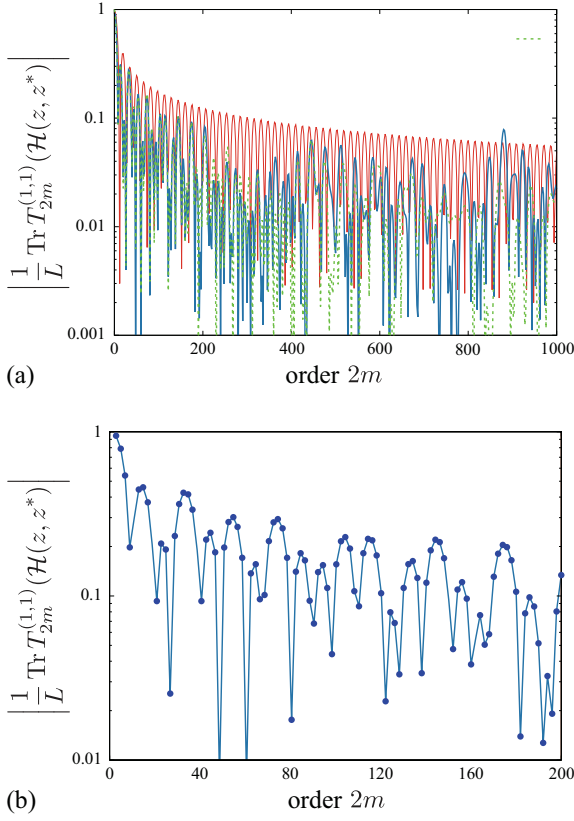 1
0.1
0.01
0.001
0 200 400 600 800 1000
| 1/L Tr T_{2m}^{(1,1)}(ℋ(z, z*) |
(a) order 2m
1
0.1
0.01
0 40 80 120 160 200
| 1/L Tr T_{2m}^{(1,1)}(ℋ(z, z*) |
(b) order 2m